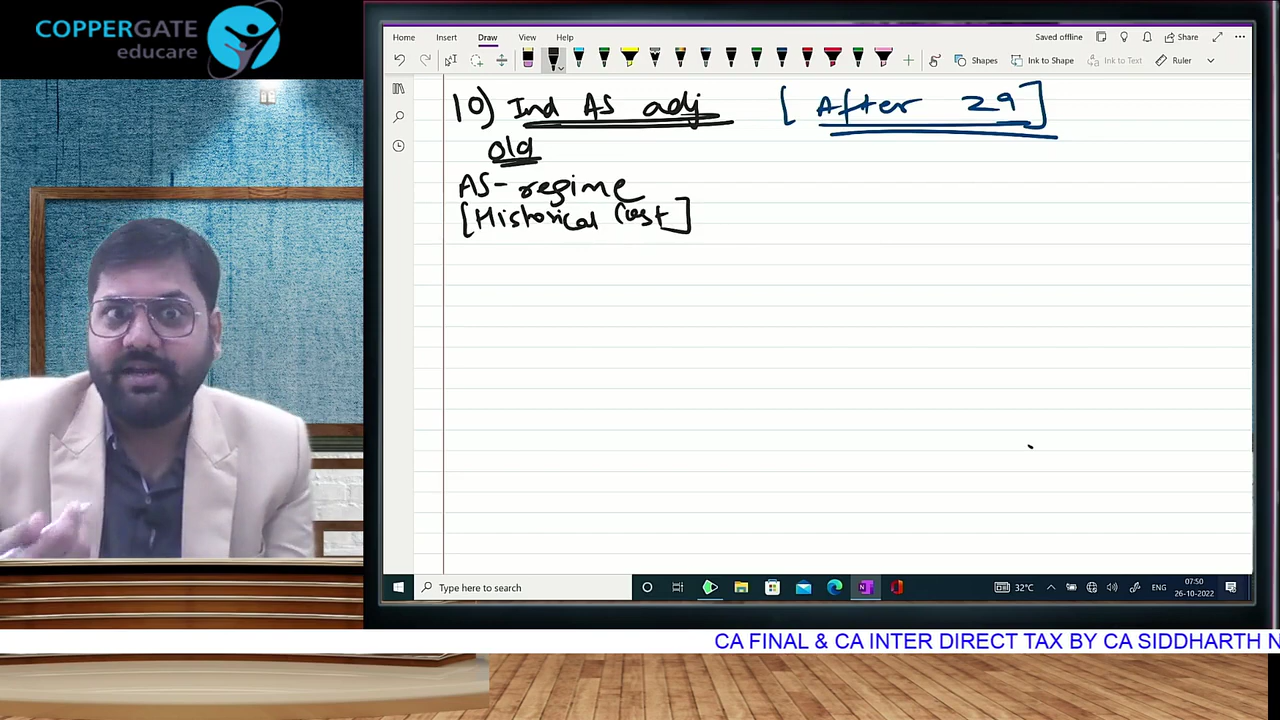 COPPERGATE
educare
Home Insert Draw View Help
Saved offline
Share
Shapes
Ink to Shape
Ink to Text
Ruler
10) Ind AS adj [ After 29 ]
Old
AS-regime
[Historical Cost]
Type here to search
32°C
ENG
07:50
26-10-2022
CA FINAL & CA INTER DIRECT TAX BY CA SIDDHARTH N